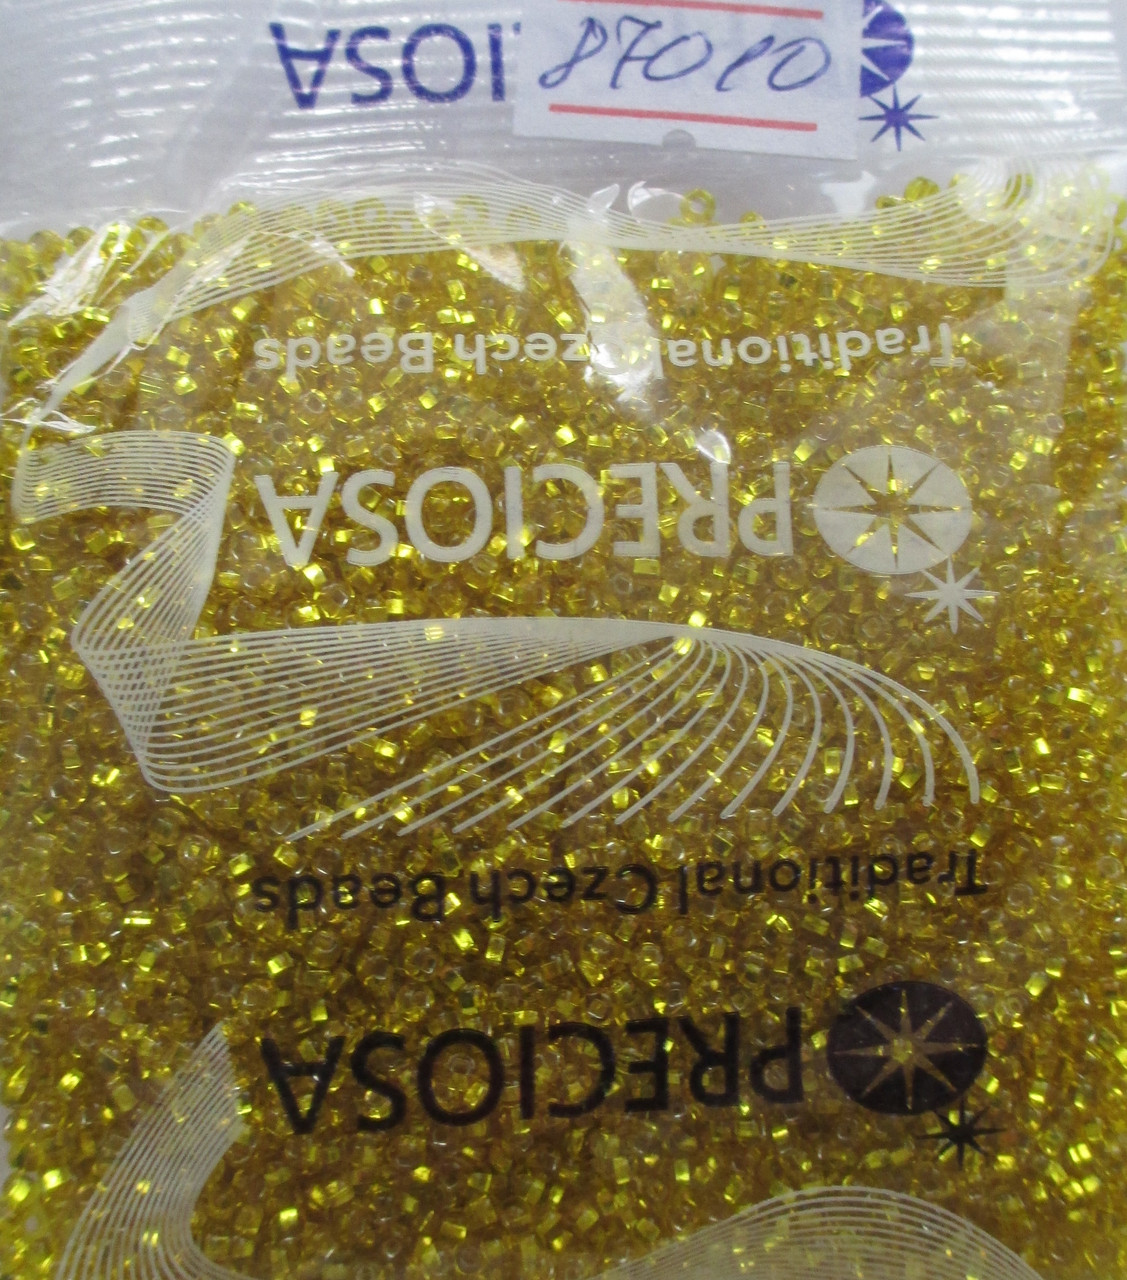 IOSA
87010
Traditional Czech Beads
PRECIOSA
Traditional Czech Beads
PRECIOSA